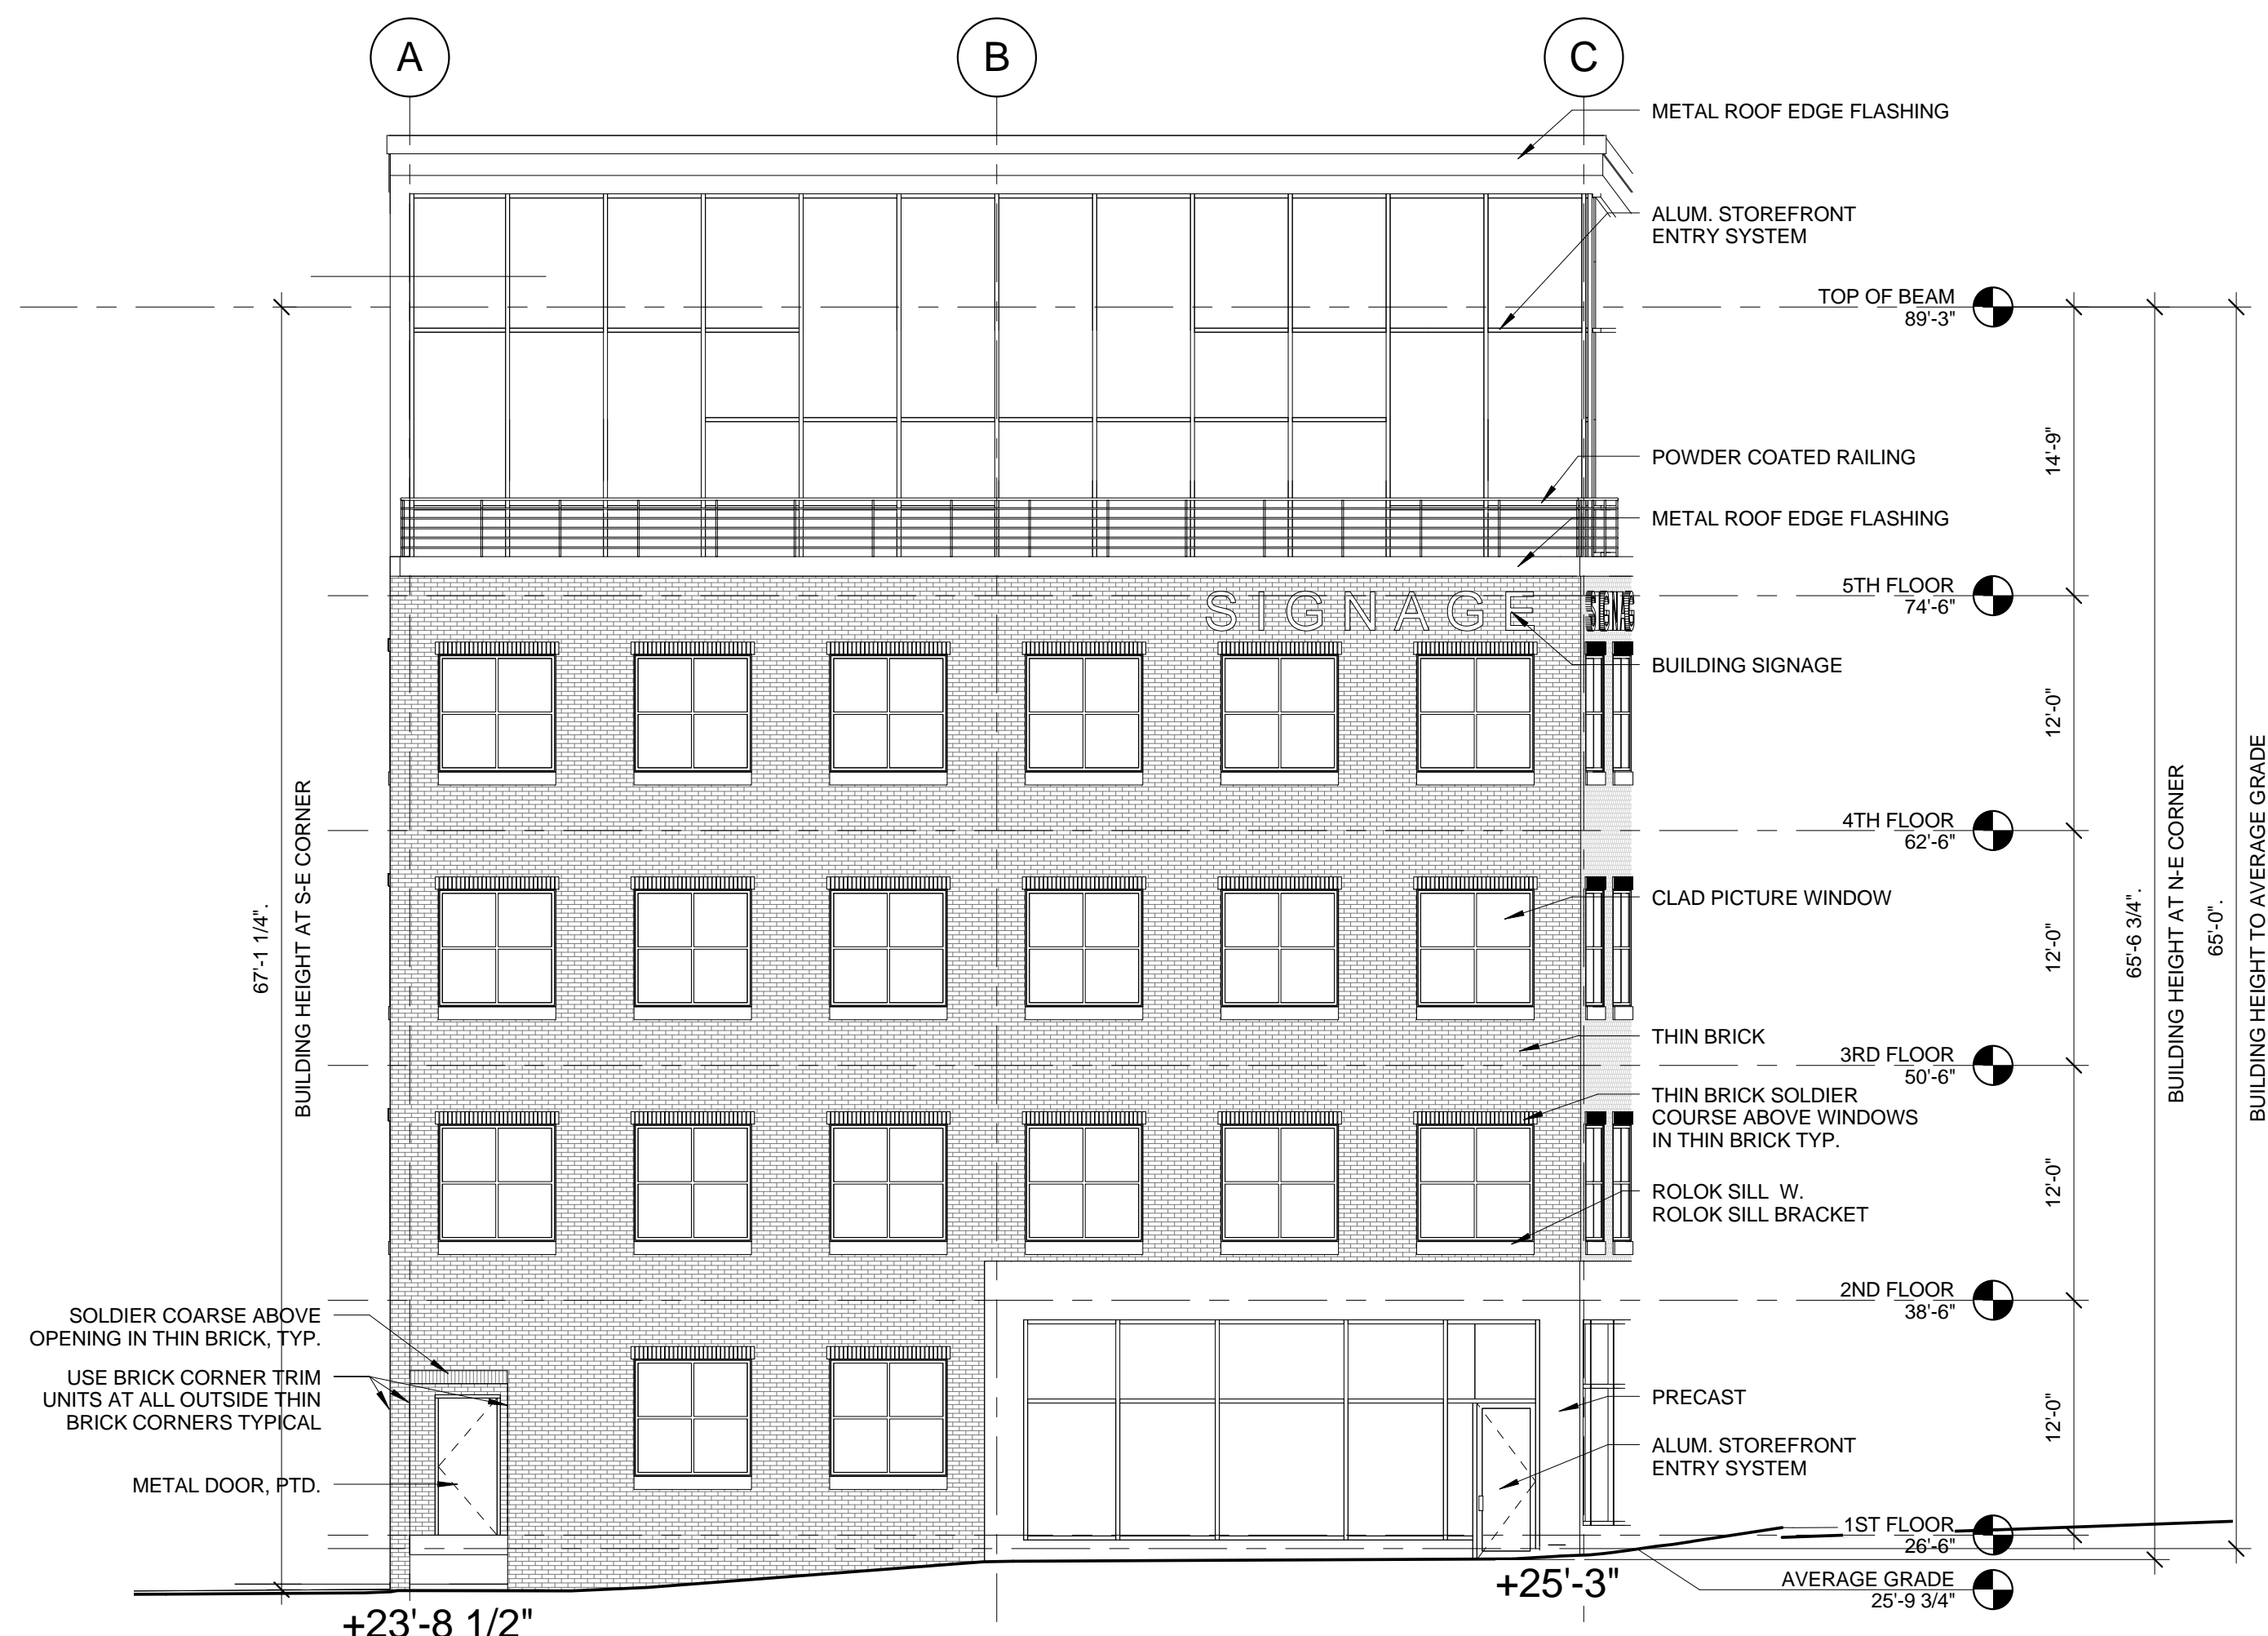 A
B
C
METAL ROOF EDGE FLASHING
ALUM. STOREFRONT
ENTRY SYSTEM
TOP OF BEAM
89'-3"
14'-9"
POWDER COATED RAILING
METAL ROOF EDGE FLASHING
5TH FLOOR
74'-6"
SIGNAGE
SIGNAG
BUILDING SIGNAGE
12'-0"
4TH FLOOR
62'-6"
CLAD PICTURE WINDOW
12'-0"
67'-1 1/4".
BUILDING HEIGHT AT S-E CORNER
65'-6 3/4".
BUILDING HEIGHT AT N-E CORNER
65'-0".
BUILDING HEIGHT TO AVERAGE GRADE
THIN BRICK
3RD FLOOR
50'-6"
THIN BRICK SOLDIER
COURSE ABOVE WINDOWS
IN THIN BRICK TYP.
12'-0"
ROLOK SILL W.
ROLOK SILL BRACKET
2ND FLOOR
38'-6"
SOLDIER COARSE ABOVE
OPENING IN THIN BRICK, TYP.
USE BRICK CORNER TRIM
UNITS AT ALL OUTSIDE THIN
BRICK CORNERS TYPICAL
PRECAST
12'-0"
ALUM. STOREFRONT
ENTRY SYSTEM
METAL DOOR, PTD.
1ST FLOOR
26'-6"
+25'-3"
AVERAGE GRADE
25'-9 3/4"
+23'-8 1/2"